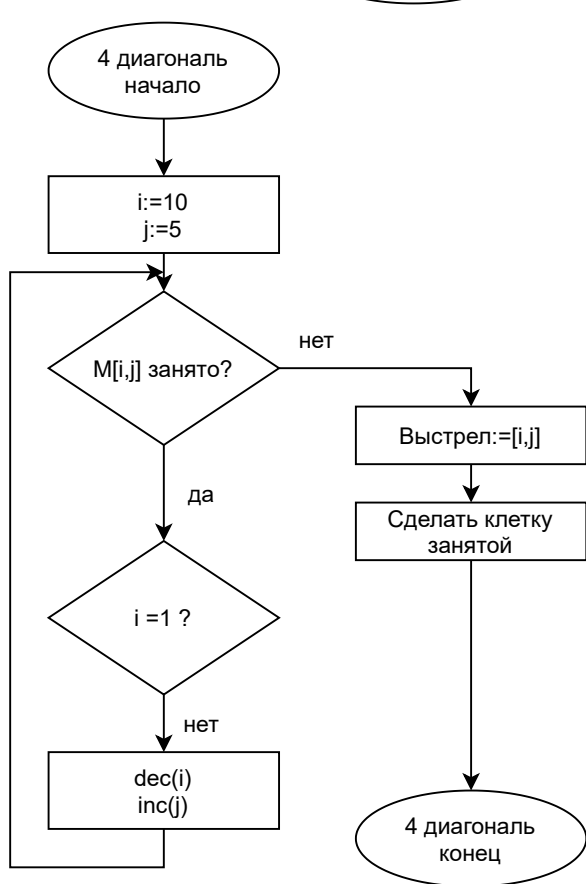 4 диагональ
начало
i:=10
j:=5
M[i,j] занято?
нет
Выстрел:=[i,j]
Сделать клетку
занятой
да
i =1 ?
нет
dec(i)
inc(j)
4 диагональ
конец